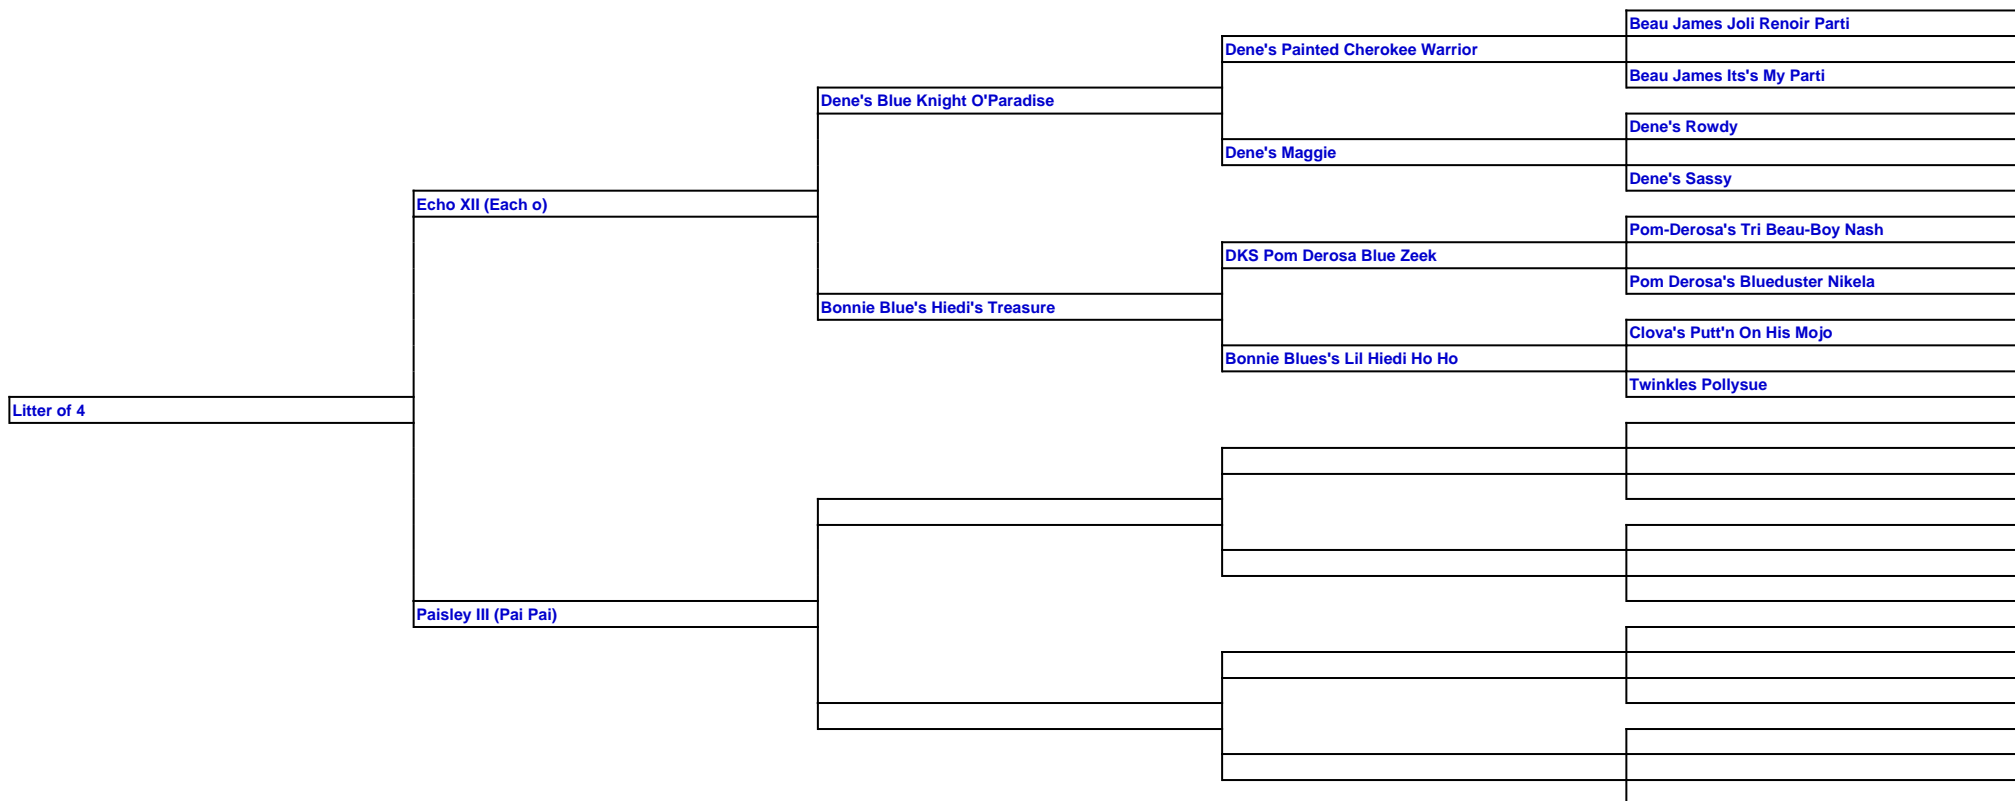 Beau James Joli Renoir Parti
Dene's Painted Cherokee Warrior
Beau James Its's My Parti
Dene's Blue Knight O'Paradise
Dene's Rowdy
Dene's Maggie
Dene's Sassy
Echo XII (Each o)
Pom-Derosa's Tri Beau-Boy Nash
DKS Pom Derosa Blue Zeek
Pom Derosa's Blueduster Nikela
Bonnie Blue's Hiedi's Treasure
Clova's Putt'n On His Mojo
Bonnie Blues's Lil Hiedi Ho Ho
Twinkles Pollysue
Litter of 4
Paisley III (Pai Pai)